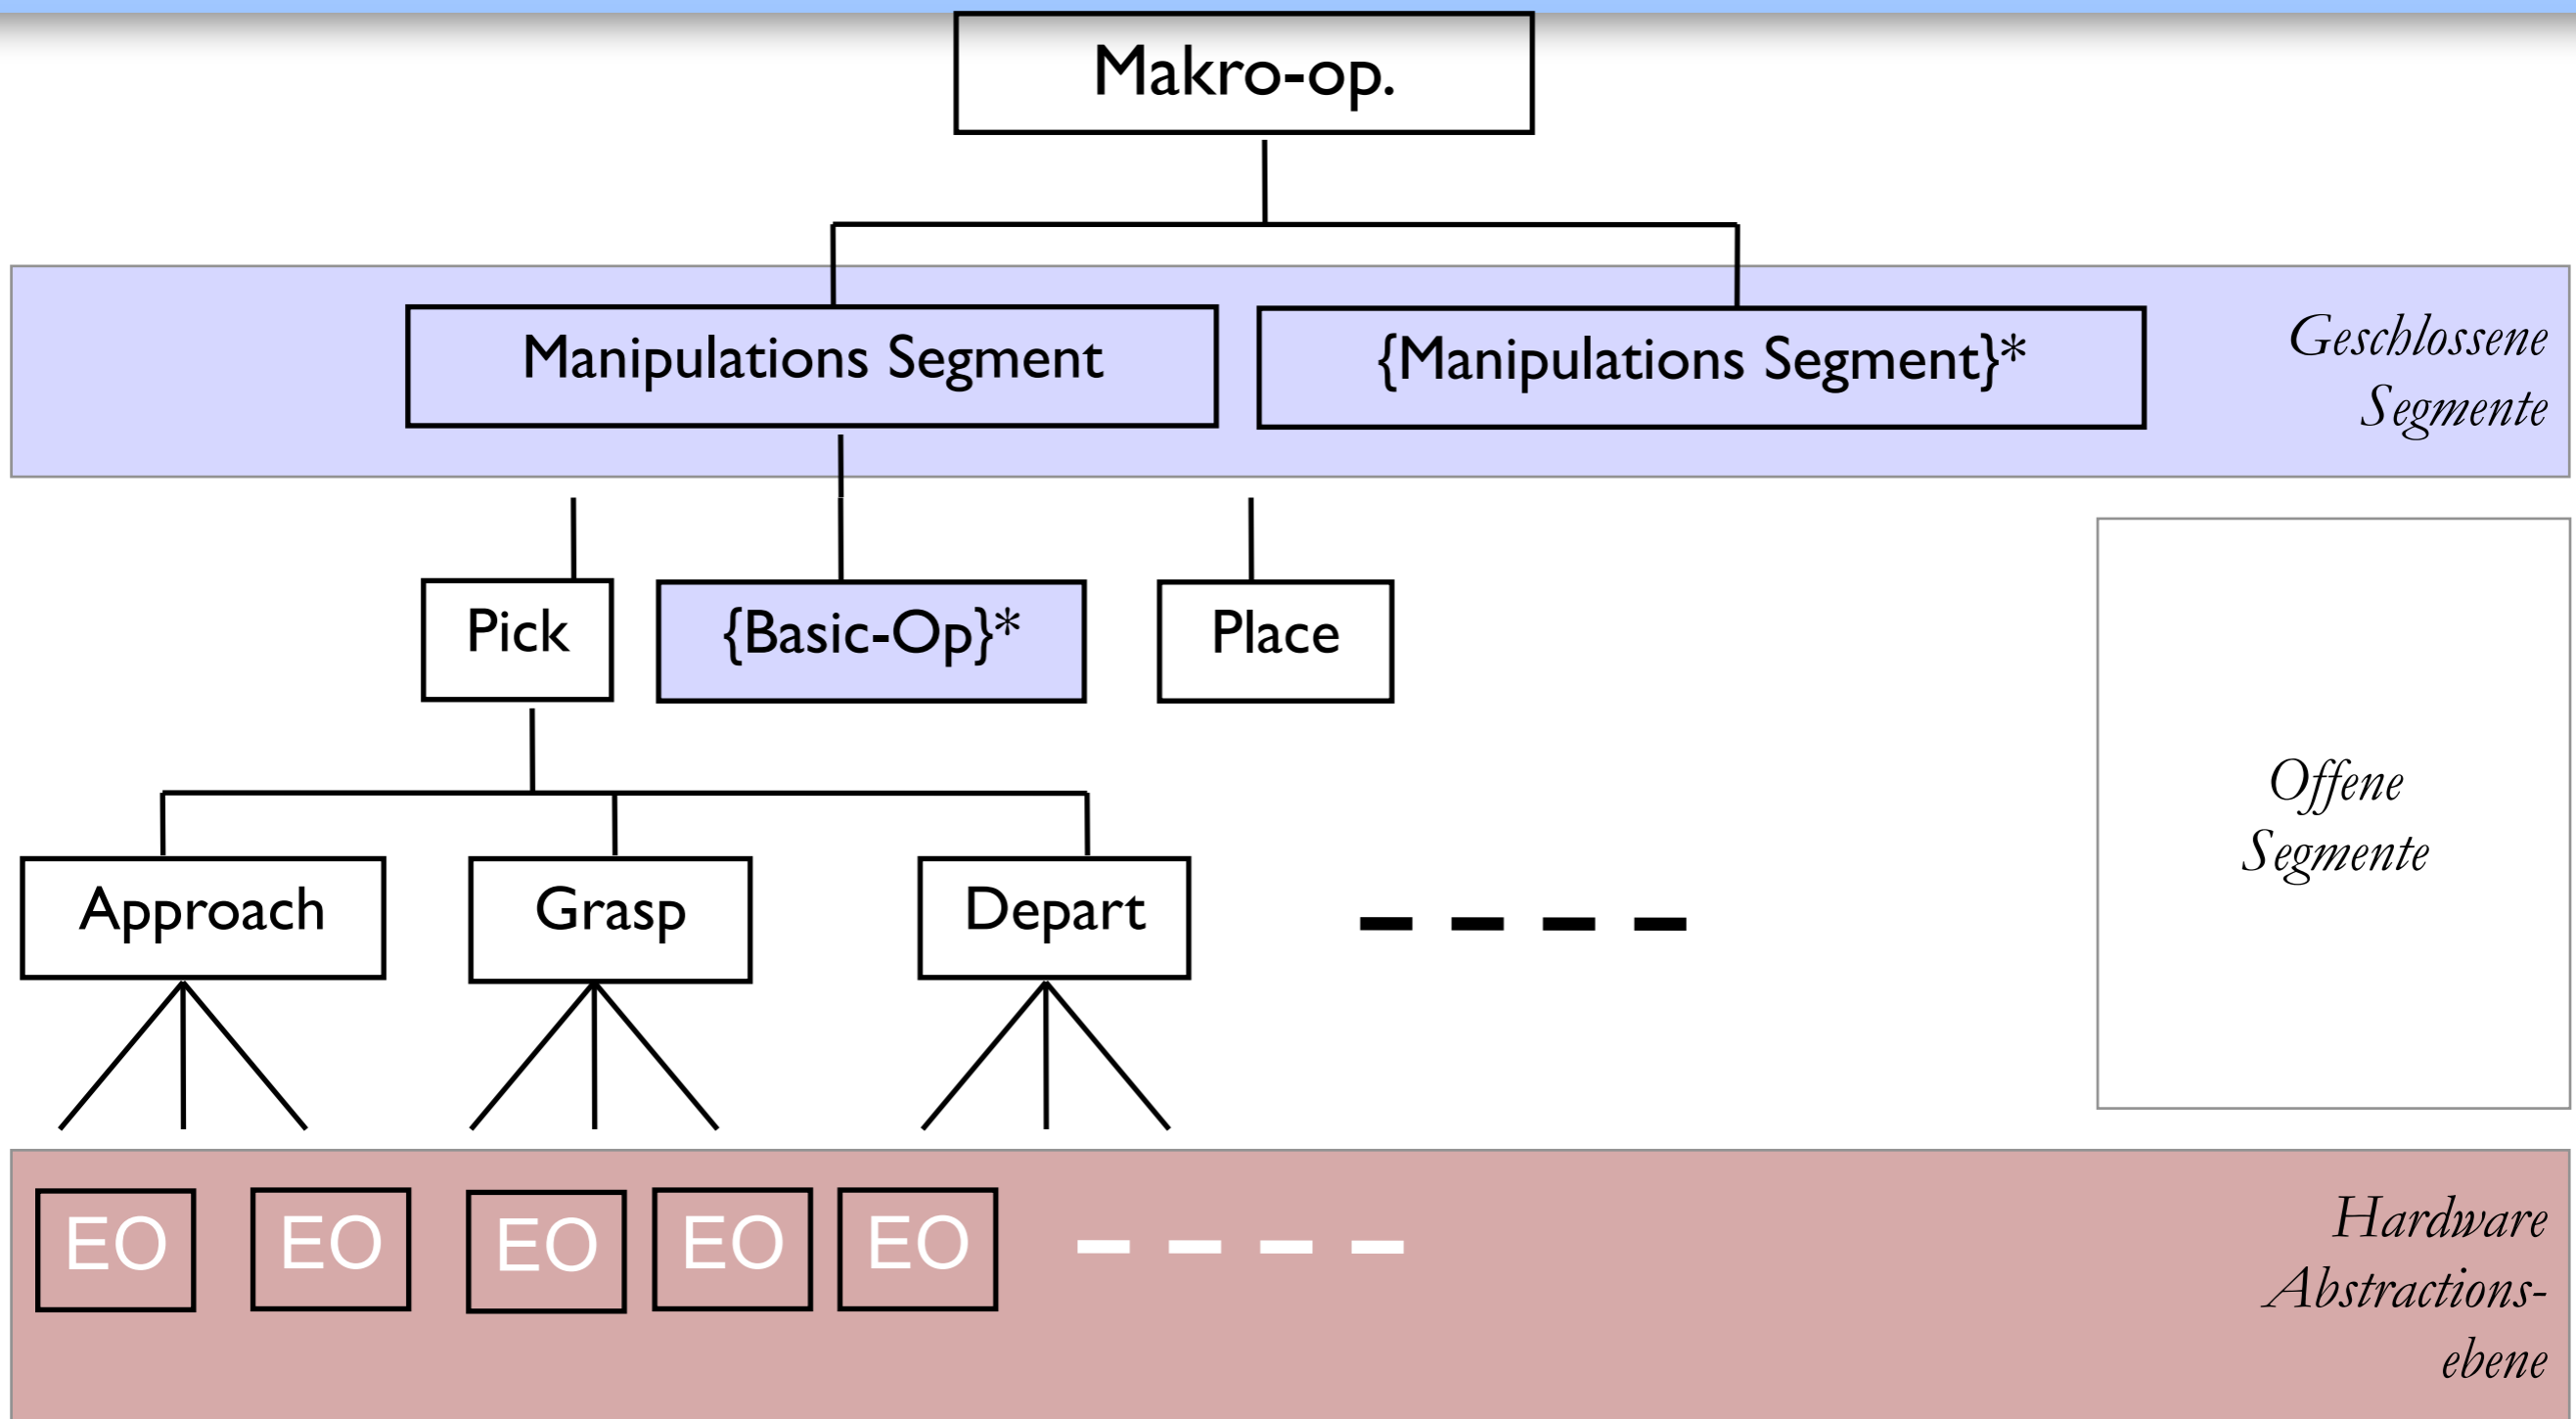 Makro-op.
Manipulations Segment
{Manipulations Segment}*
Geschlossene
Segmente
Pick
{Basic-Op}*
Place
Offene
Segmente
Approach
Grasp
Depart
EO
EO
EO
EO
EO
Hardware
Abstractions-
ebene